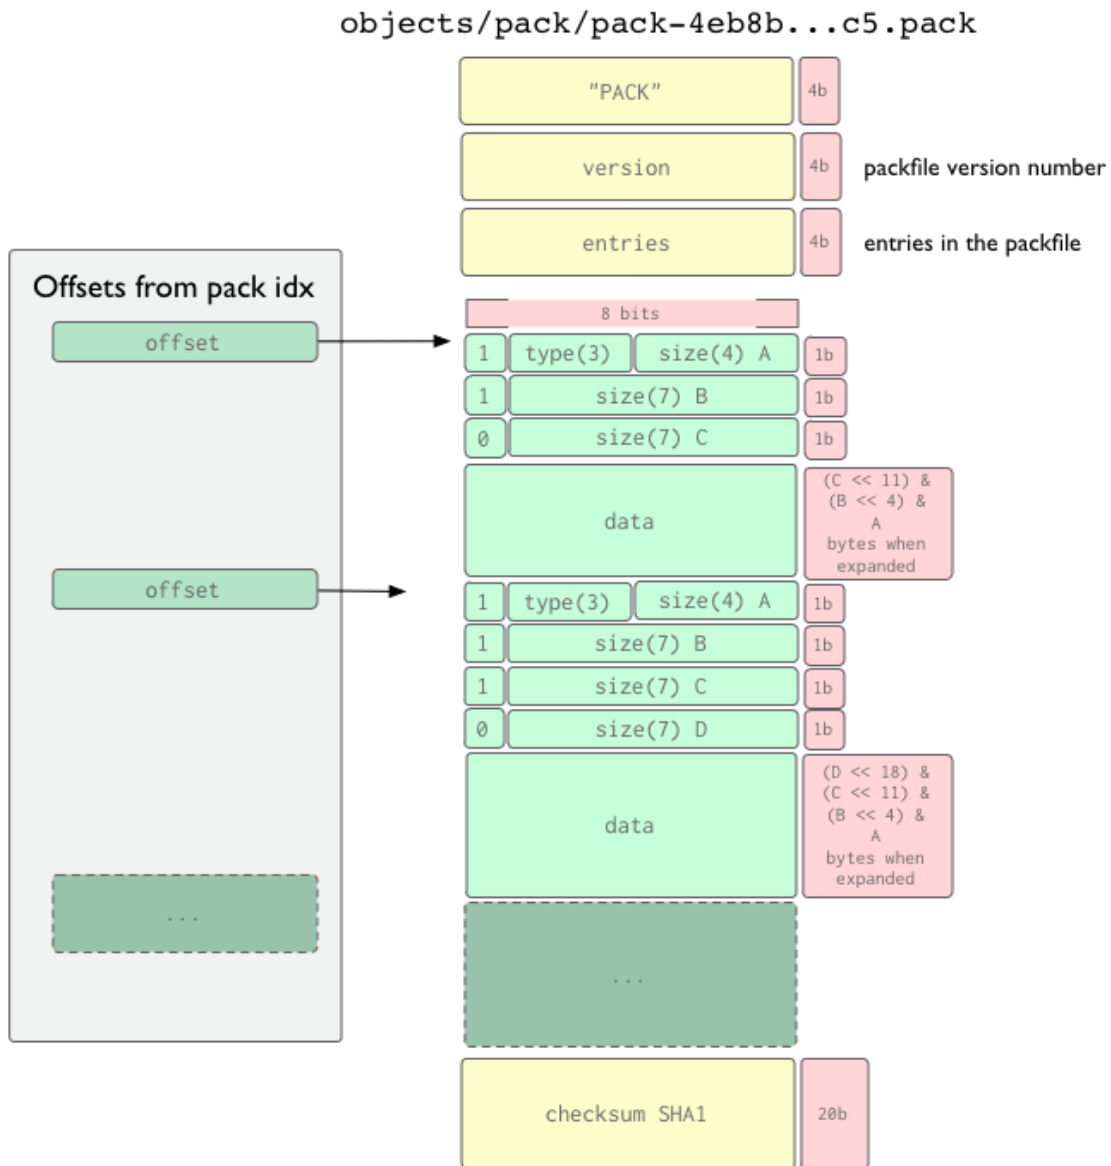 objects/pack/pack-4eb8b...c5.pack
"PACK" 4b
version 4b packfile version number
entries 4b entries in the packfile
Offsets from pack idx
8 bits
offset
1 type(3) size(4) A 1b
1 size(7) B 1b
0 size(7) C 1b
data
(C << 11) &
(B << 4) &
A
bytes when
expanded
offset
1 type(3) size(4) A 1b
1 size(7) B 1b
1 size(7) C 1b
0 size(7) D 1b
data
(D << 18) &
(C << 11) &
(B << 4) &
A
bytes when
expanded
...
...
checksum SHA1 20b